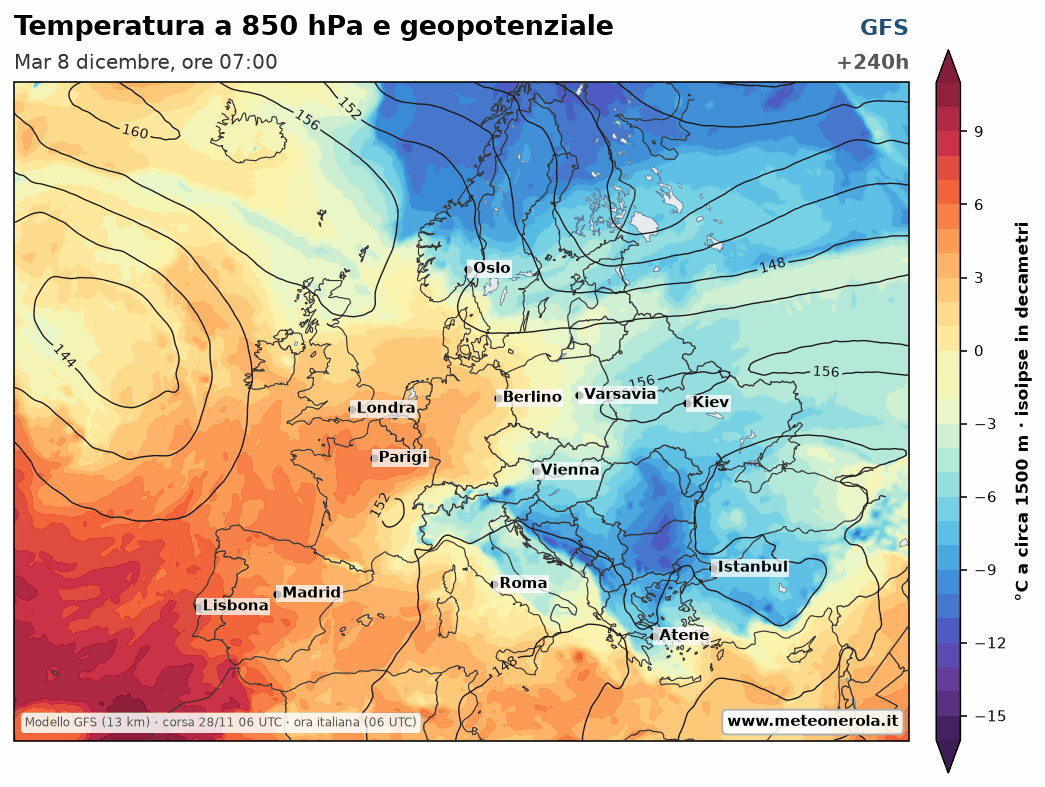 Temperatura a 850 hPa e geopotenziale
GFS
Mar 8 dicembre, ore 07:00
+240h
160
156
152
148
144
156
156
152
148
Oslo
Londra
Berlino
Varsavia
Kiev
Parigi
Vienna
Roma
Istanbul
Madrid
Lisbona
Atene
9
6
3
0
−3
−6
−9
−12
−15
°C a circa 1500 m · isoipse in decametri
Modello GFS (13 km) · corsa 28/11 06 UTC · ora italiana (06 UTC)
www.meteonerola.it